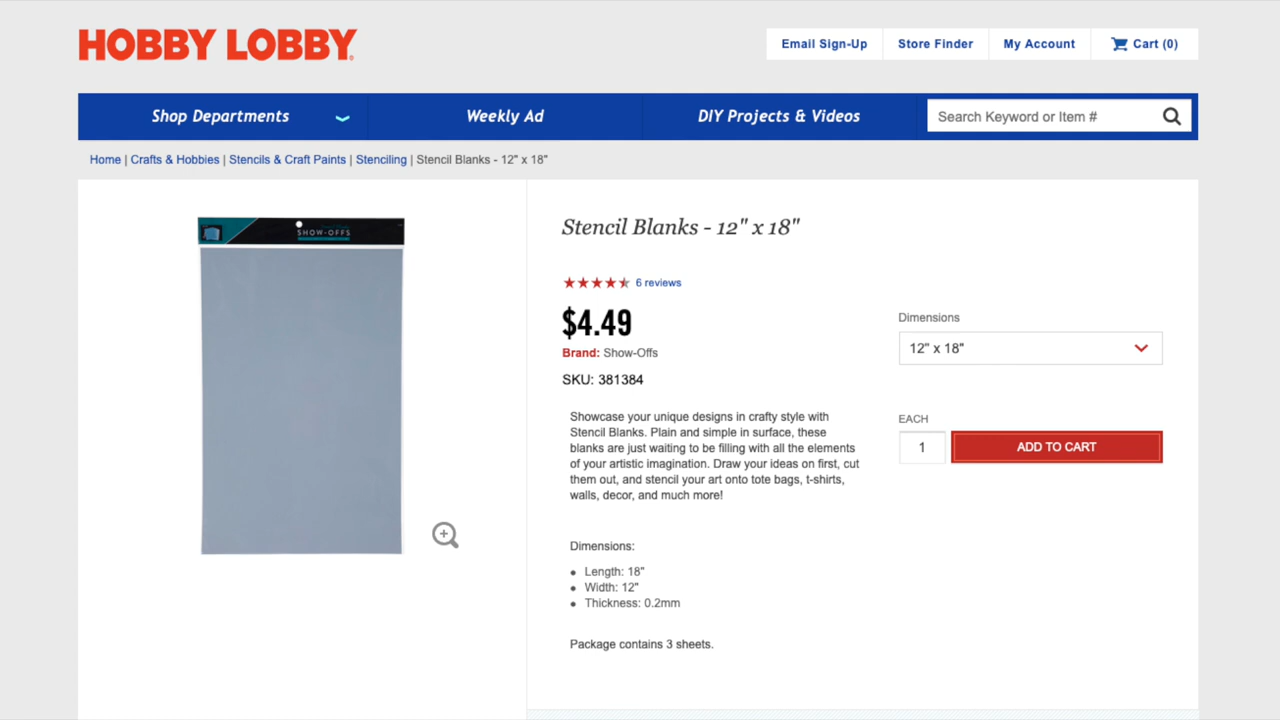 HOBBY LOBBY®
Email Sign-Up
Store Finder
My Account
Cart (0)
Shop Departments
Weekly Ad
DIY Projects & Videos
Search Keyword or Item #
Home | Crafts & Hobbies | Stencils & Craft Paints | Stenciling | Stencil Blanks - 12" x 18"
SHOW-OFFS
Stencil Blanks - 12" x 18"
6 reviews
$4.49
Brand: Show-Offs
SKU: 381384
Dimensions
12" x 18"
EACH
1
ADD TO CART
Showcase your unique designs in crafty style with
Stencil Blanks. Plain and simple in surface, these
blanks are just waiting to be filling with all the elements
of your artistic imagination. Draw your ideas on first, cut
them out, and stencil your art onto tote bags, t-shirts,
walls, decor, and much more!
Dimensions:
• Length: 18"
• Width: 12"
• Thickness: 0.2mm
Package contains 3 sheets.